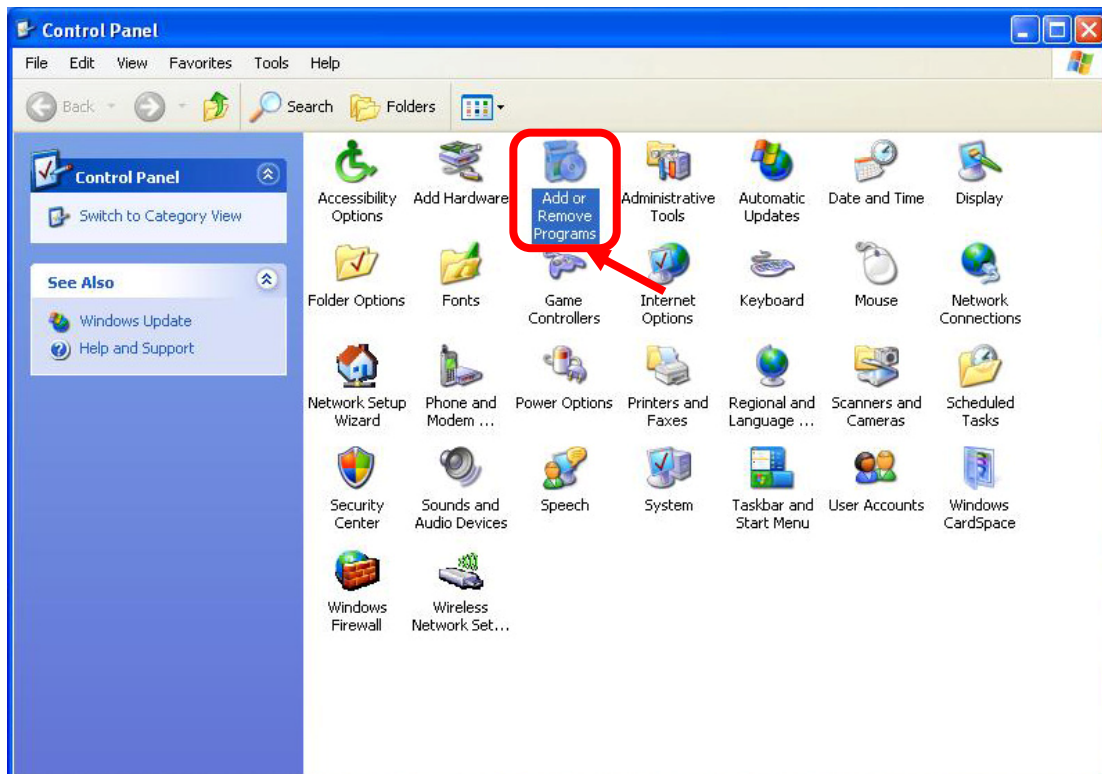 Control Panel
File Edit View Favorites Tools Help
Back Search Folders
Control Panel
Switch to Category View
See Also
Windows Update
Help and Support
Accessibility Options
Add Hardware
Add or Remove Programs
Administrative Tools
Automatic Updates
Date and Time
Display
Folder Options
Fonts
Game Controllers
Internet Options
Keyboard
Mouse
Network Connections
Network Setup Wizard
Phone and Modem ...
Power Options
Printers and Faxes
Regional and Language ...
Scanners and Cameras
Scheduled Tasks
Security Center
Sounds and Audio Devices
Speech
System
Taskbar and Start Menu
User Accounts
Windows CardSpace
Windows Firewall
Wireless Network Set...